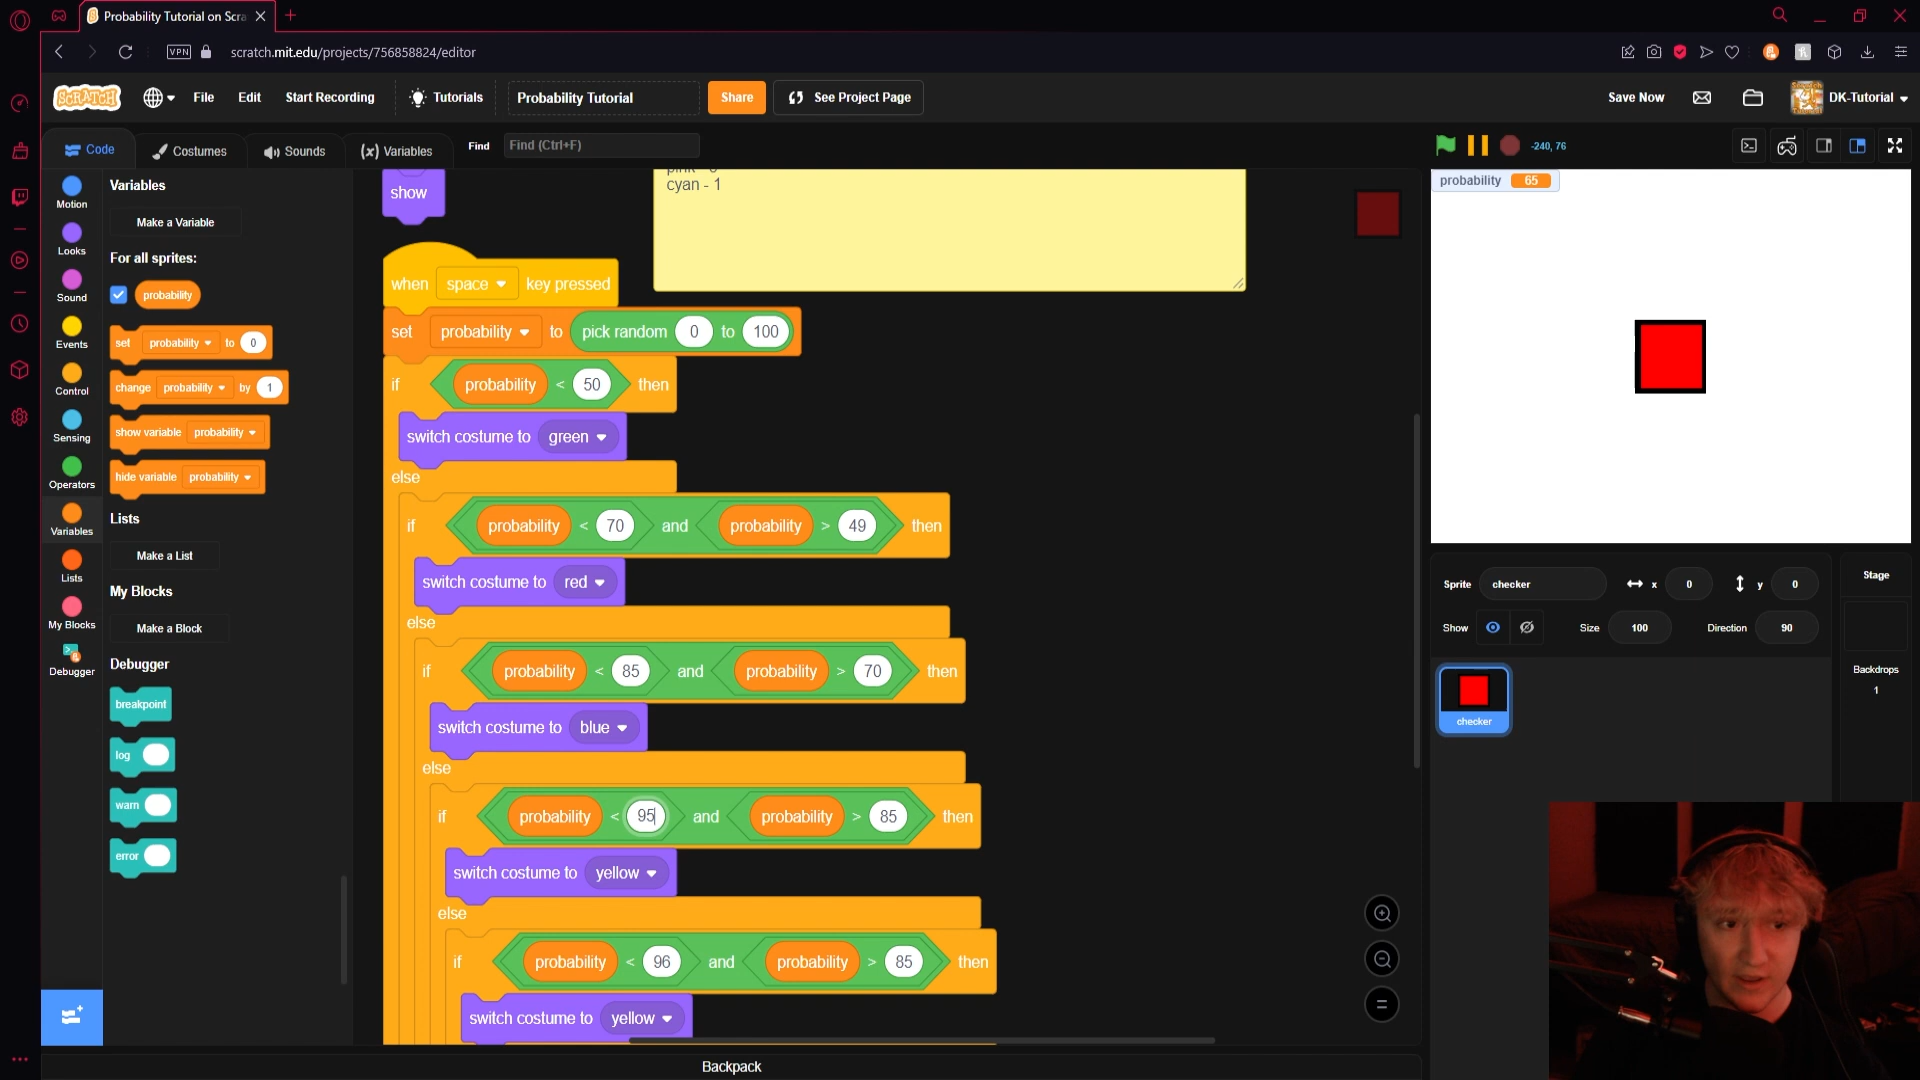 Probability Tutorial on Scra
VPN
scratch.mit.edu/projects/756858824/editor
SCRATCH
File
Edit
Start Recording
Tutorials
Probability Tutorial
Share
See Project Page
Save Now
DK-Tutorial
Code
Costumes
Sounds
(x) Variables
Find
Find (Ctrl+F)
-240, 76
Motion
Looks
Sound
Events
Control
Sensing
Operators
Variables
Lists
My Blocks
Debugger
Variables
Make a Variable
For all sprites:
probability
set probability to 0
change probability by 1
show variable probability
hide variable probability
Lists
Make a List
My Blocks
Make a Block
Debugger
breakpoint
log
warn
error
show
cyan - 1
when space key pressed
set probability to pick random 0 to 100
if probability < 50 then
switch costume to green
else
if probability < 70 and probability > 49 then
switch costume to red
else
if probability < 85 and probability > 70 then
switch costume to blue
else
if probability < 95 and probability > 85 then
switch costume to yellow
else
if probability < 96 and probability > 85 then
switch costume to yellow
Backpack
probability 65
Sprite checker x 0 y 0
Show Size 100 Direction 90
checker
Stage
Backdrops
1